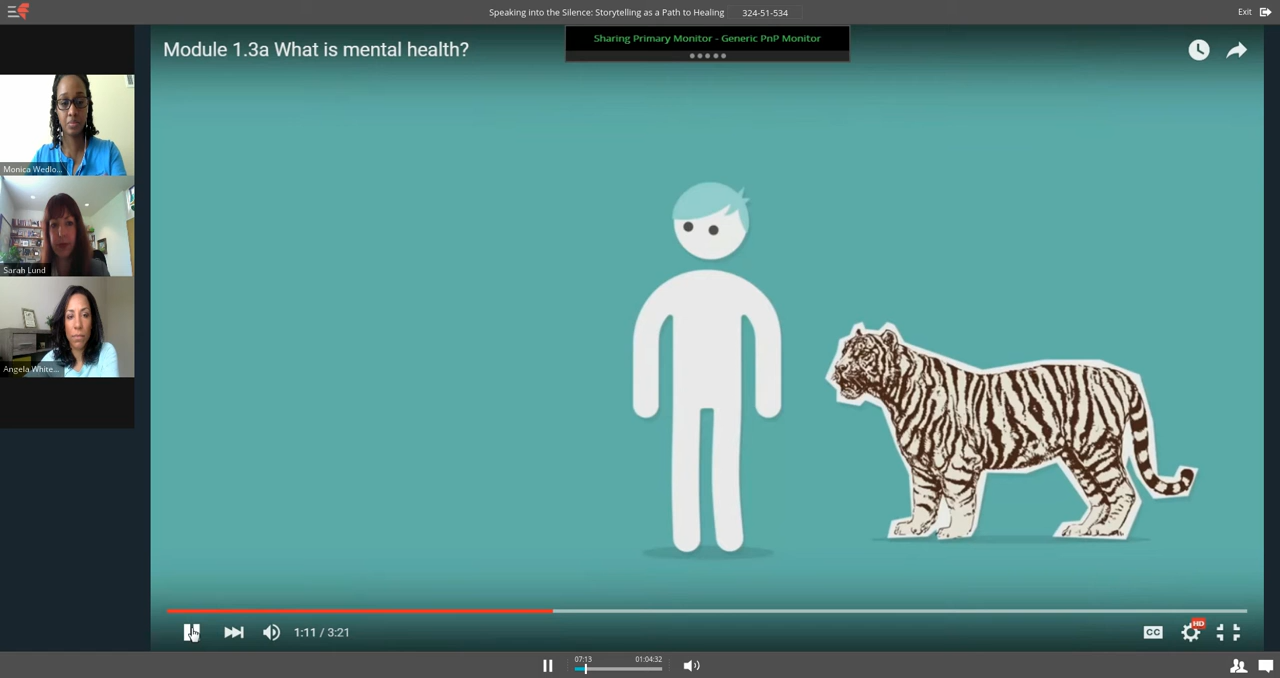 Speaking into the Silence: Storytelling as a Path to Healing 324-51-534
Exit
Sharing Primary Monitor - Generic PnP Monitor
Module 1.3a What is mental health?
Monica Wedlo...
Sarah Lund
Angela White...
1:11 / 3:21
CC
HD
07:13 01:04:32